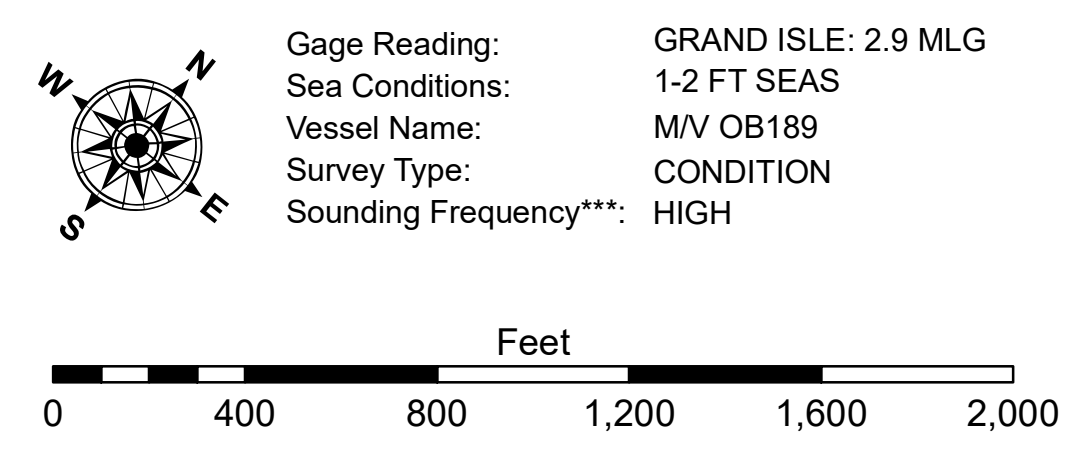 N
W
E
S
Gage Reading: GRAND ISLE: 2.9 MLG
Sea Conditions: 1-2 FT SEAS
Vessel Name: M/V OB189
Survey Type: CONDITION
Sounding Frequency***: HIGH
Feet
0 400 800 1,200 1,600 2,000